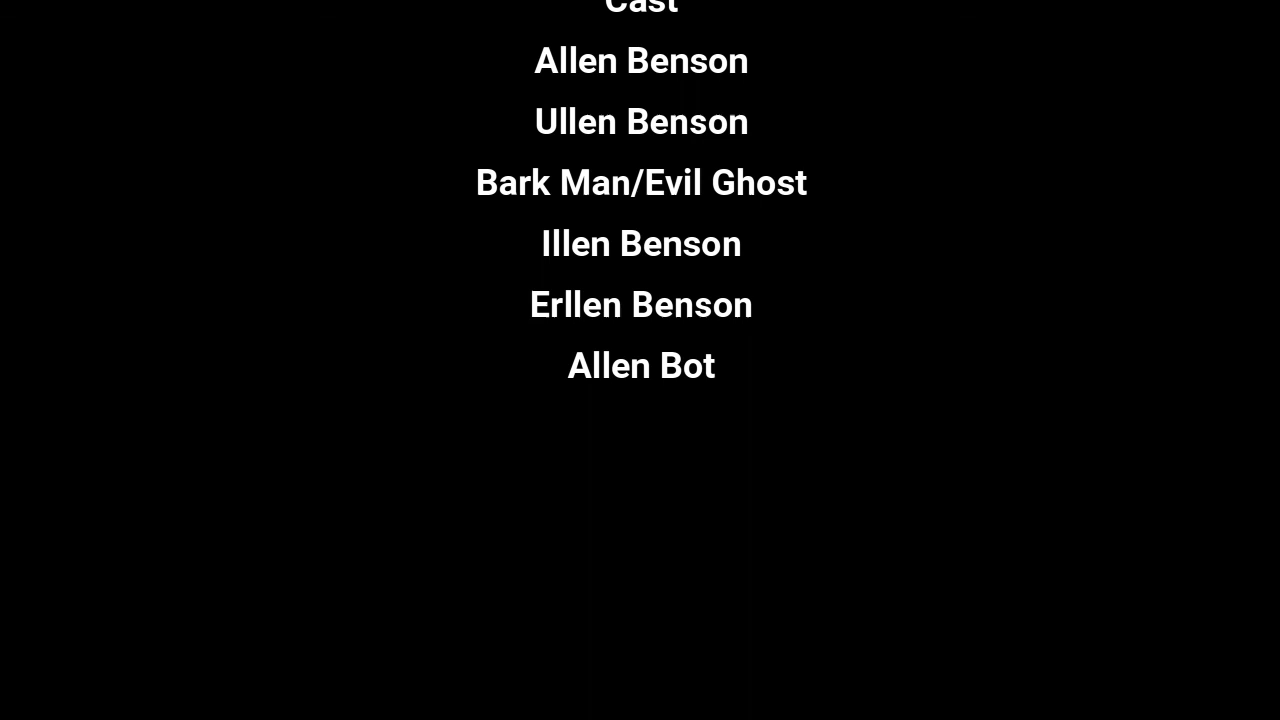 Cast
Allen Benson
Ullen Benson
Bark Man/Evil Ghost
Illen Benson
Erllen Benson
Allen Bot